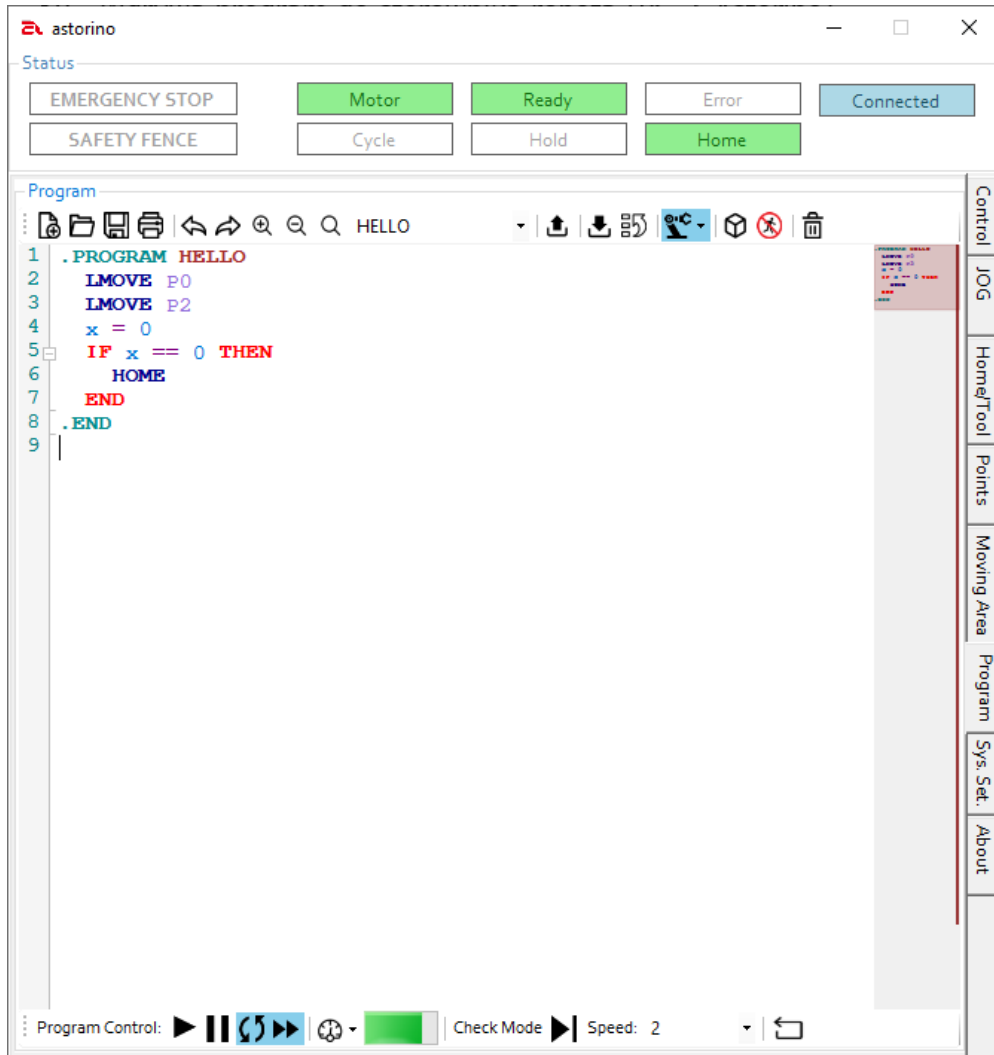 astorino
Status
EMERGENCY STOP
Motor
Ready
Error
Connected
SAFETY FENCE
Cycle
Hold
Home
Program
HELLO
1 .PROGRAM HELLO
2 LMOVE p0
3 LMOVE p2
4 x = 0
5 IF x == 0 THEN
6 HOME
7 END
8 .END
9
Control
JOG
Home/Tool
Points
Moving Area
Program
Sys. Set.
About
Program Control:
Check Mode
Speed: 2